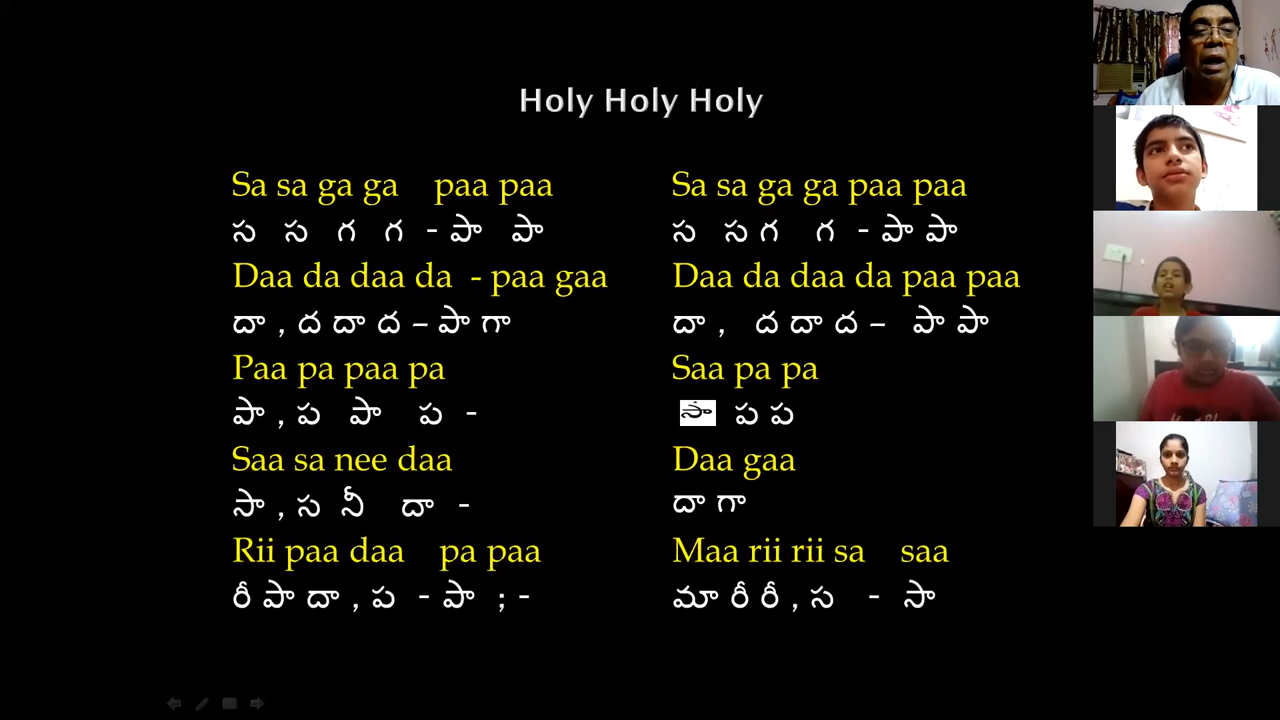 Holy Holy Holy
Sa sa ga ga paa paa
స స గ గ - పా పా
Daa da daa da - paa gaa
దా , ద దా ద – పా గా
Paa pa paa pa
పా , ప పా ప -
Saa sa nee daa
సా , స నీ దా -
Rii paa daa pa paa
రీ పా దా , ప - పా ; -
Sa sa ga ga paa paa
స స గ గ - పా పా
Daa da daa da paa paa
దా , ద దా ద – పా పా
Saa pa pa
సా̇ ప ప
Daa gaa
దా గా
Maa rii rii sa saa
మా రీ రీ , స - సా